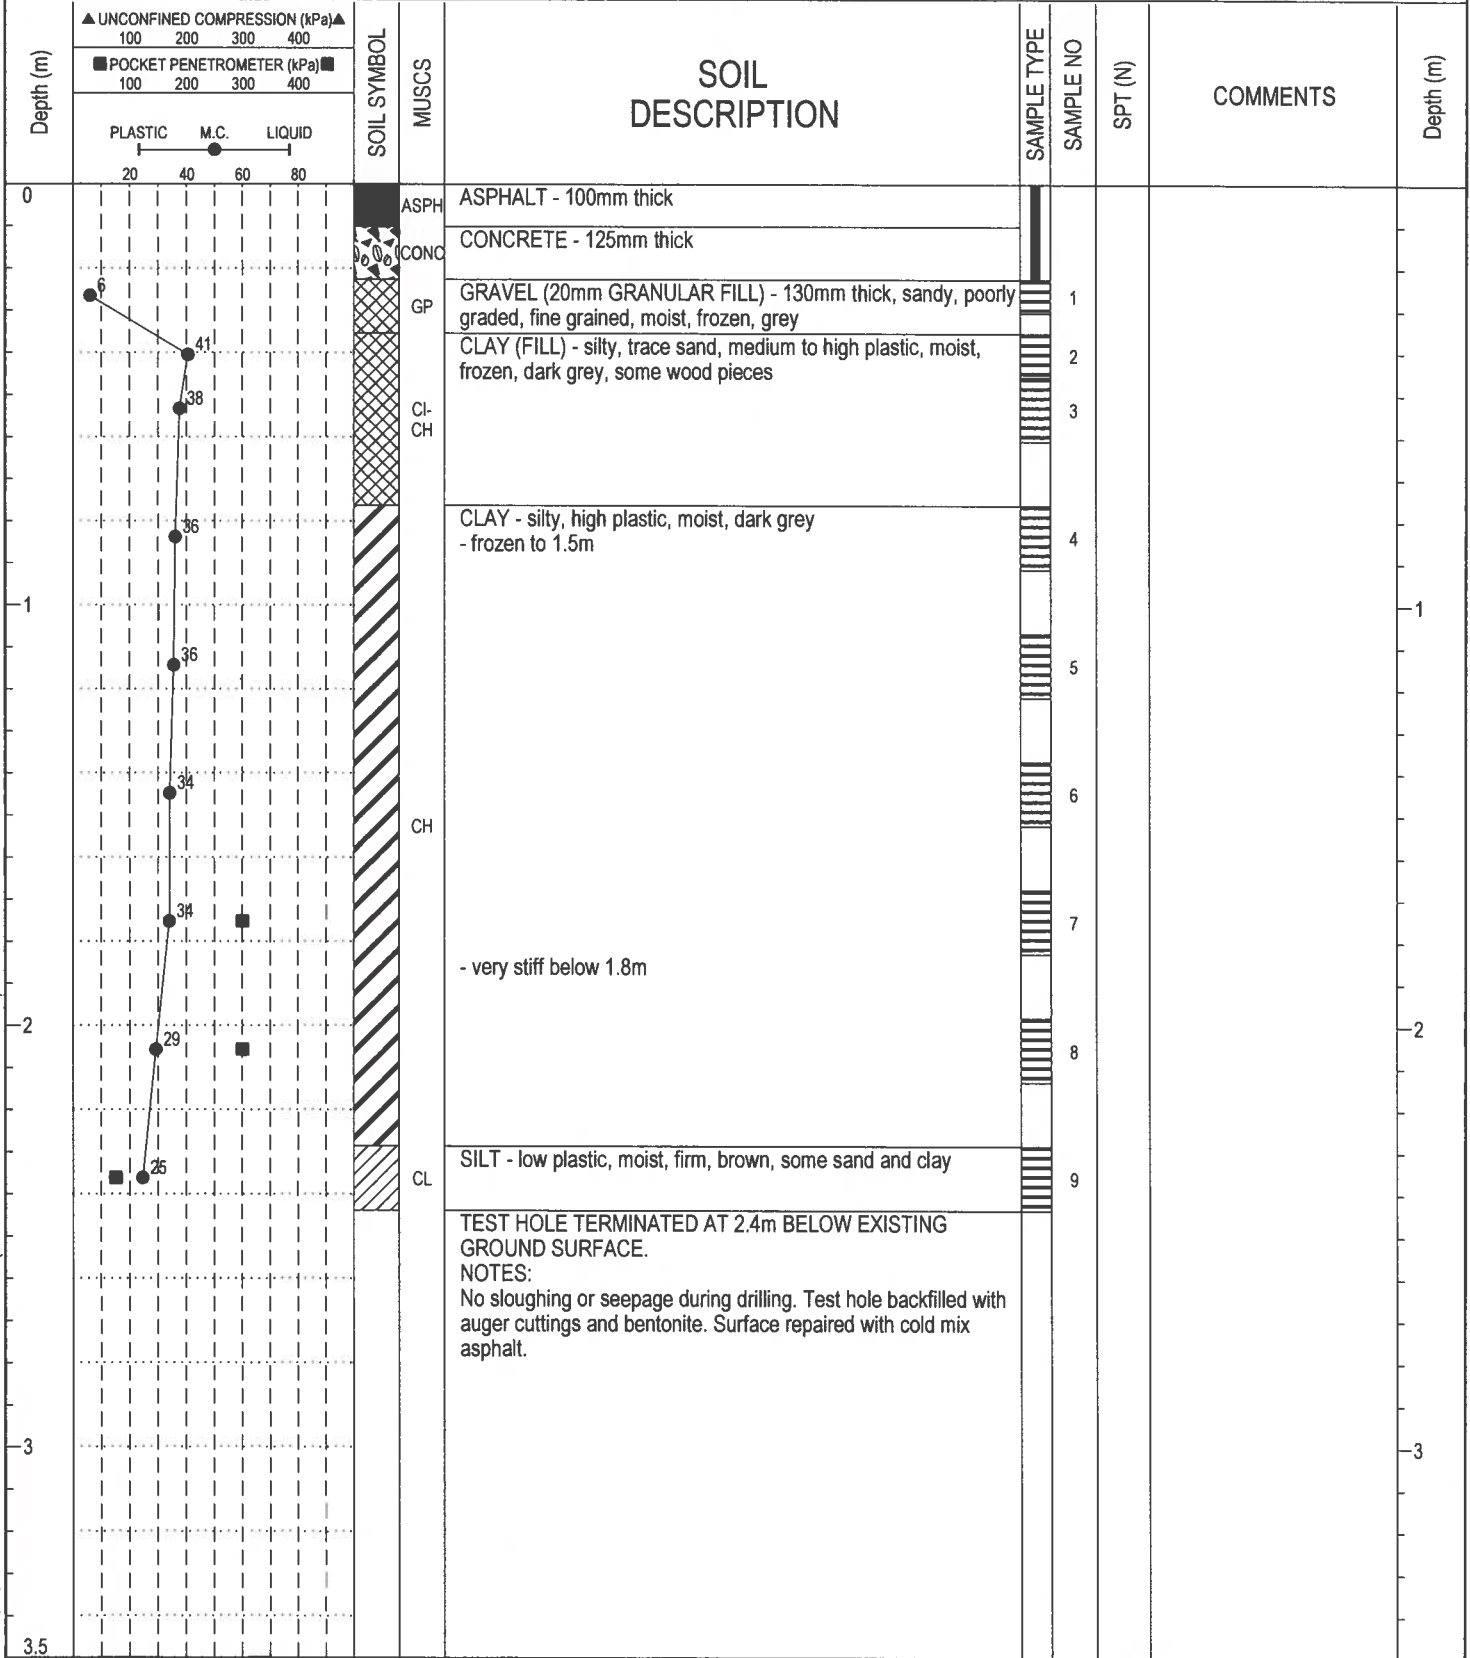 ▲ UNCONFINED COMPRESSION (kPa) ▲
100 200 300 400
■ POCKET PENETROMETER (kPa) ■
100 200 300 400
PLASTIC M.C. LIQUID
20 40 60 80
Depth (m)
SOIL SYMBOL
MUSCS
SOIL
DESCRIPTION
SAMPLE TYPE
SAMPLE NO
SPT (N)
COMMENTS
Depth (m)
0
ASPH
ASPHALT - 100mm thick
CONC
CONCRETE - 125mm thick
6
GP
GRAVEL (20mm GRANULAR FILL) - 130mm thick, sandy, poorly
graded, fine grained, moist, frozen, grey
1
41
CLAY (FILL) - silty, trace sand, medium to high plastic, moist,
frozen, dark grey, some wood pieces
2
38
CI-
CH
3
CLAY - silty, high plastic, moist, dark grey
- frozen to 1.5m
36
4
1
1
36
5
34
6
CH
34
7
- very stiff below 1.8m
2
2
29
8
SILT - low plastic, moist, firm, brown, some sand and clay
25
CL
9
TEST HOLE TERMINATED AT 2.4m BELOW EXISTING
GROUND SURFACE.
NOTES:
No sloughing or seepage during drilling. Test hole backfilled with
auger cuttings and bentonite. Surface repaired with cold mix
asphalt.
3
3
3.5